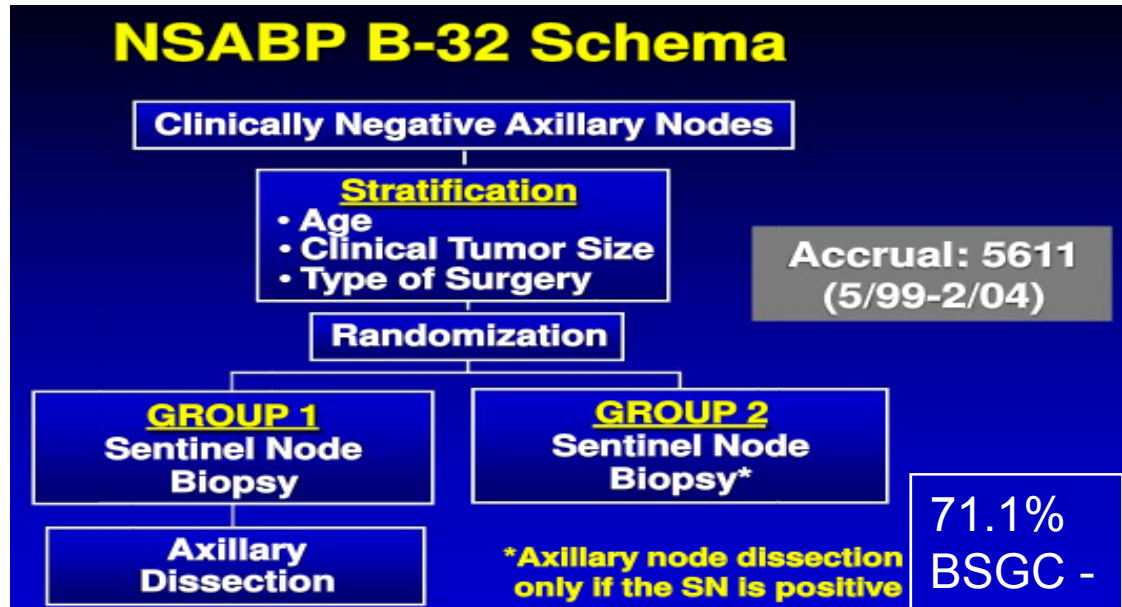 NSABP B-32 Schema
Clinically Negative Axillary Nodes
Stratification
• Age
• Clinical Tumor Size
• Type of Surgery
Accrual: 5611
(5/99-2/04)
Randomization
GROUP 1
Sentinel Node
Biopsy
GROUP 2
Sentinel Node
Biopsy*
Axillary
Dissection
*Axillary node dissection
only if the SN is positive
71.1%
BSGC -